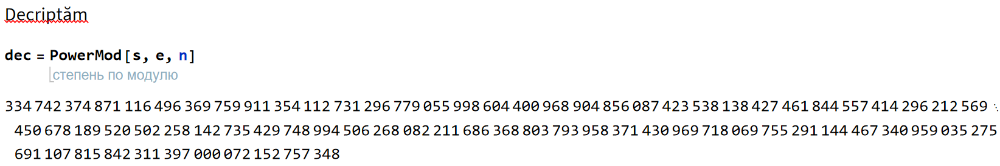 Decriptăm
dec = PowerMod[s, e, n]
степень по модулю
334 742 374 871 116 496 369 759 911 354 112 731 296 779 055 998 604 400 968 904 856 087 423 538 138 427 461 844 557 414 296 212 569
450 678 189 520 502 258 142 735 429 748 994 506 268 082 211 686 368 803 793 958 371 430 969 718 069 755 291 144 467 340 959 035 275
691 107 815 842 311 397 000 072 152 757 348